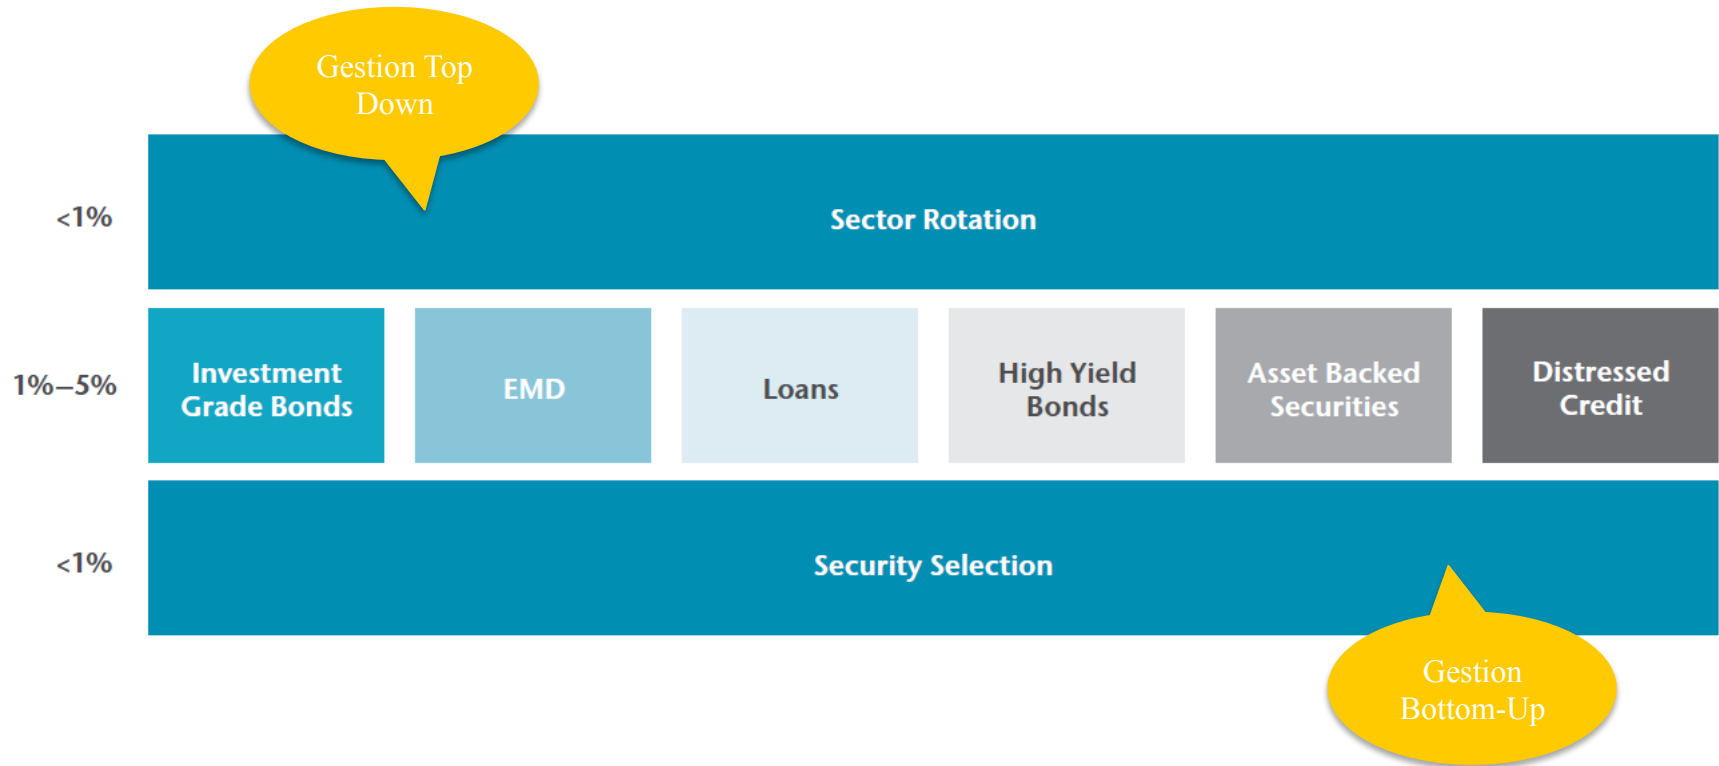 Gestion Top
Down
<1%
Sector Rotation
1%–5%
Investment
Grade Bonds
EMD
Loans
High Yield
Bonds
Asset Backed
Securities
Distressed
Credit
<1%
Security Selection
Gestion
Bottom-Up